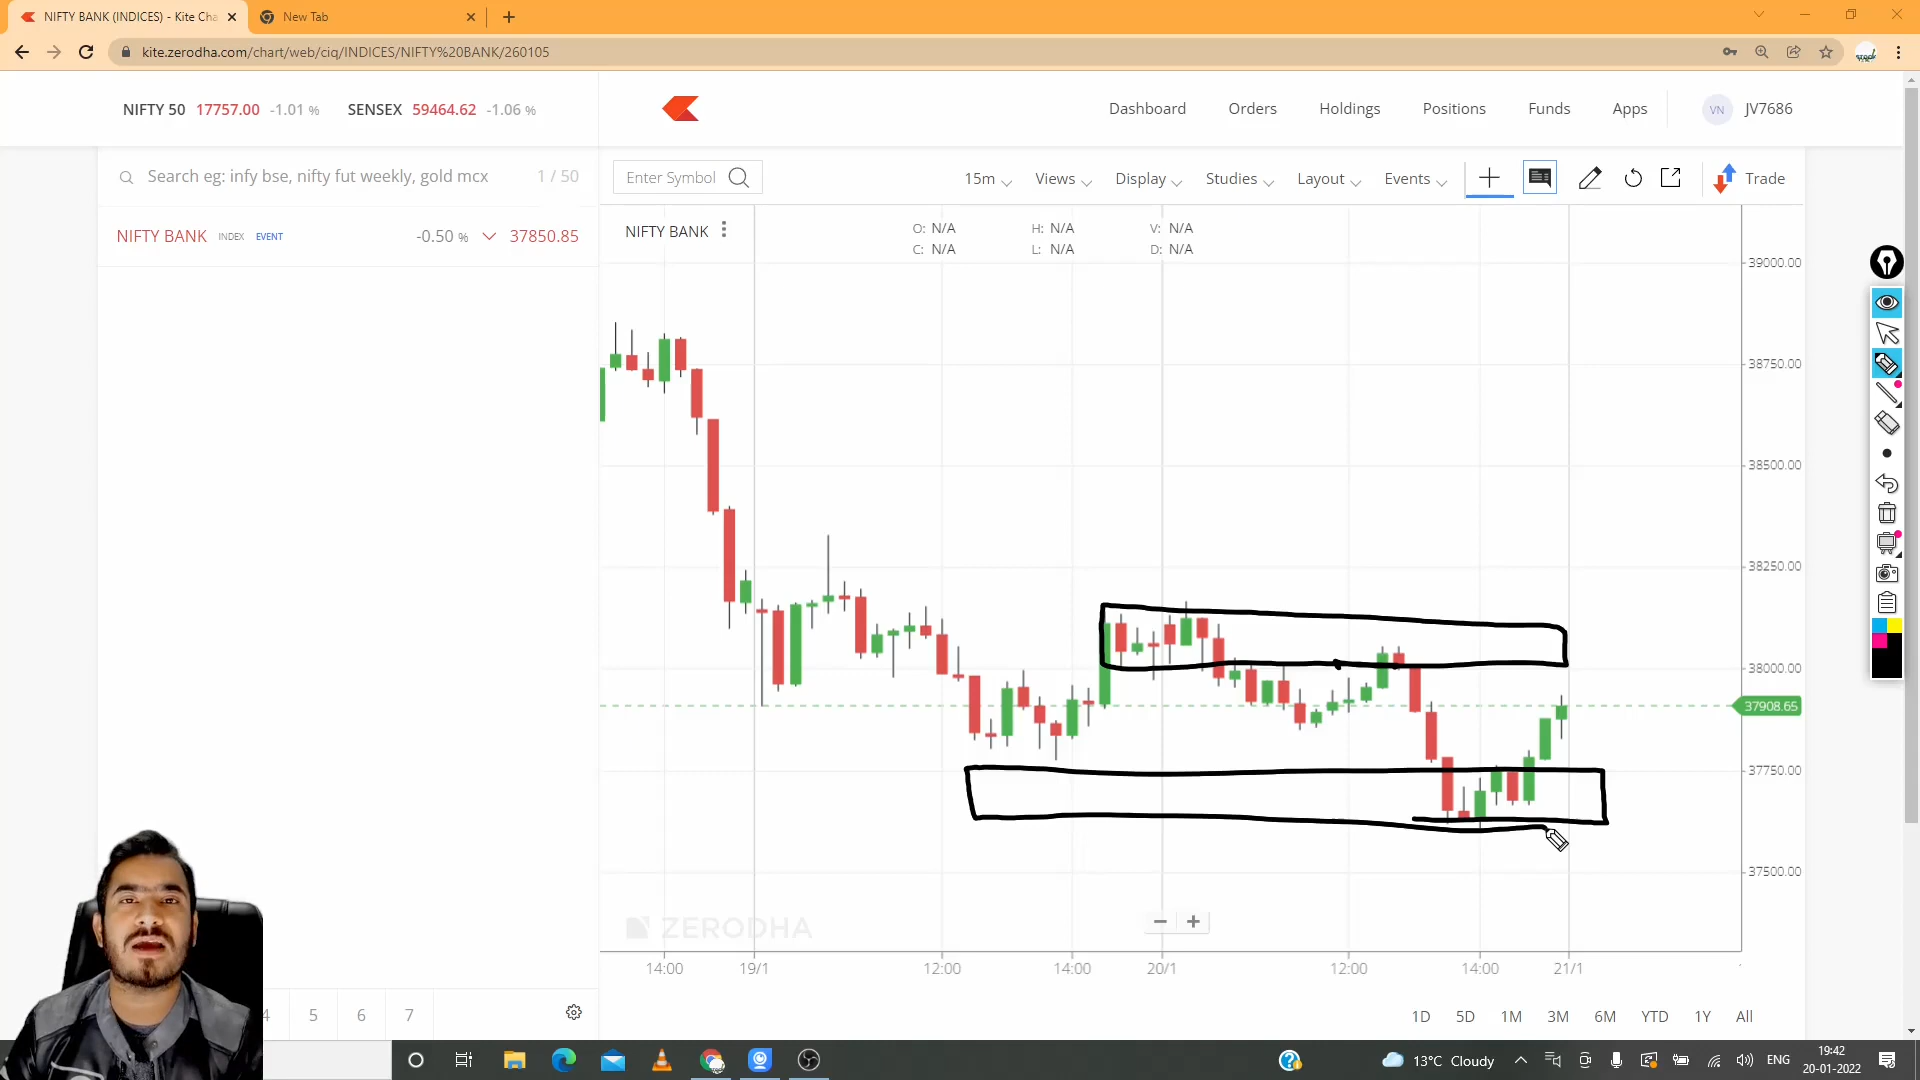 NIFTY BANK (INDICES) - Kite Cha
New Tab
kite.zerodha.com/chart/web/ciq/INDICES/NIFTY%20BANK/260105
NIFTY 50 17757.00 -1.01 % SENSEX 59464.62 -1.06 %
Dashboard Orders Holdings Positions Funds Apps VN JV7686
Search eg: infy bse, nifty fut weekly, gold mcx 1 / 50
Enter Symbol 15m Views Display Studies Layout Events Trade
NIFTY BANK INDEX EVENT -0.50 % 37850.85
NIFTY BANK
O: N/A H: N/A V: N/A
C: N/A L: N/A D: N/A
39000.00
38750.00
38500.00
38250.00
38000.00
37908.65
37750.00
37500.00
ZERODHA
14:00 19/1 12:00 14:00 20/1 12:00 14:00 21/1
4 5 6 7
1D 5D 1M 3M 6M YTD 1Y All
13°C Cloudy ENG 19:42
20-01-2022